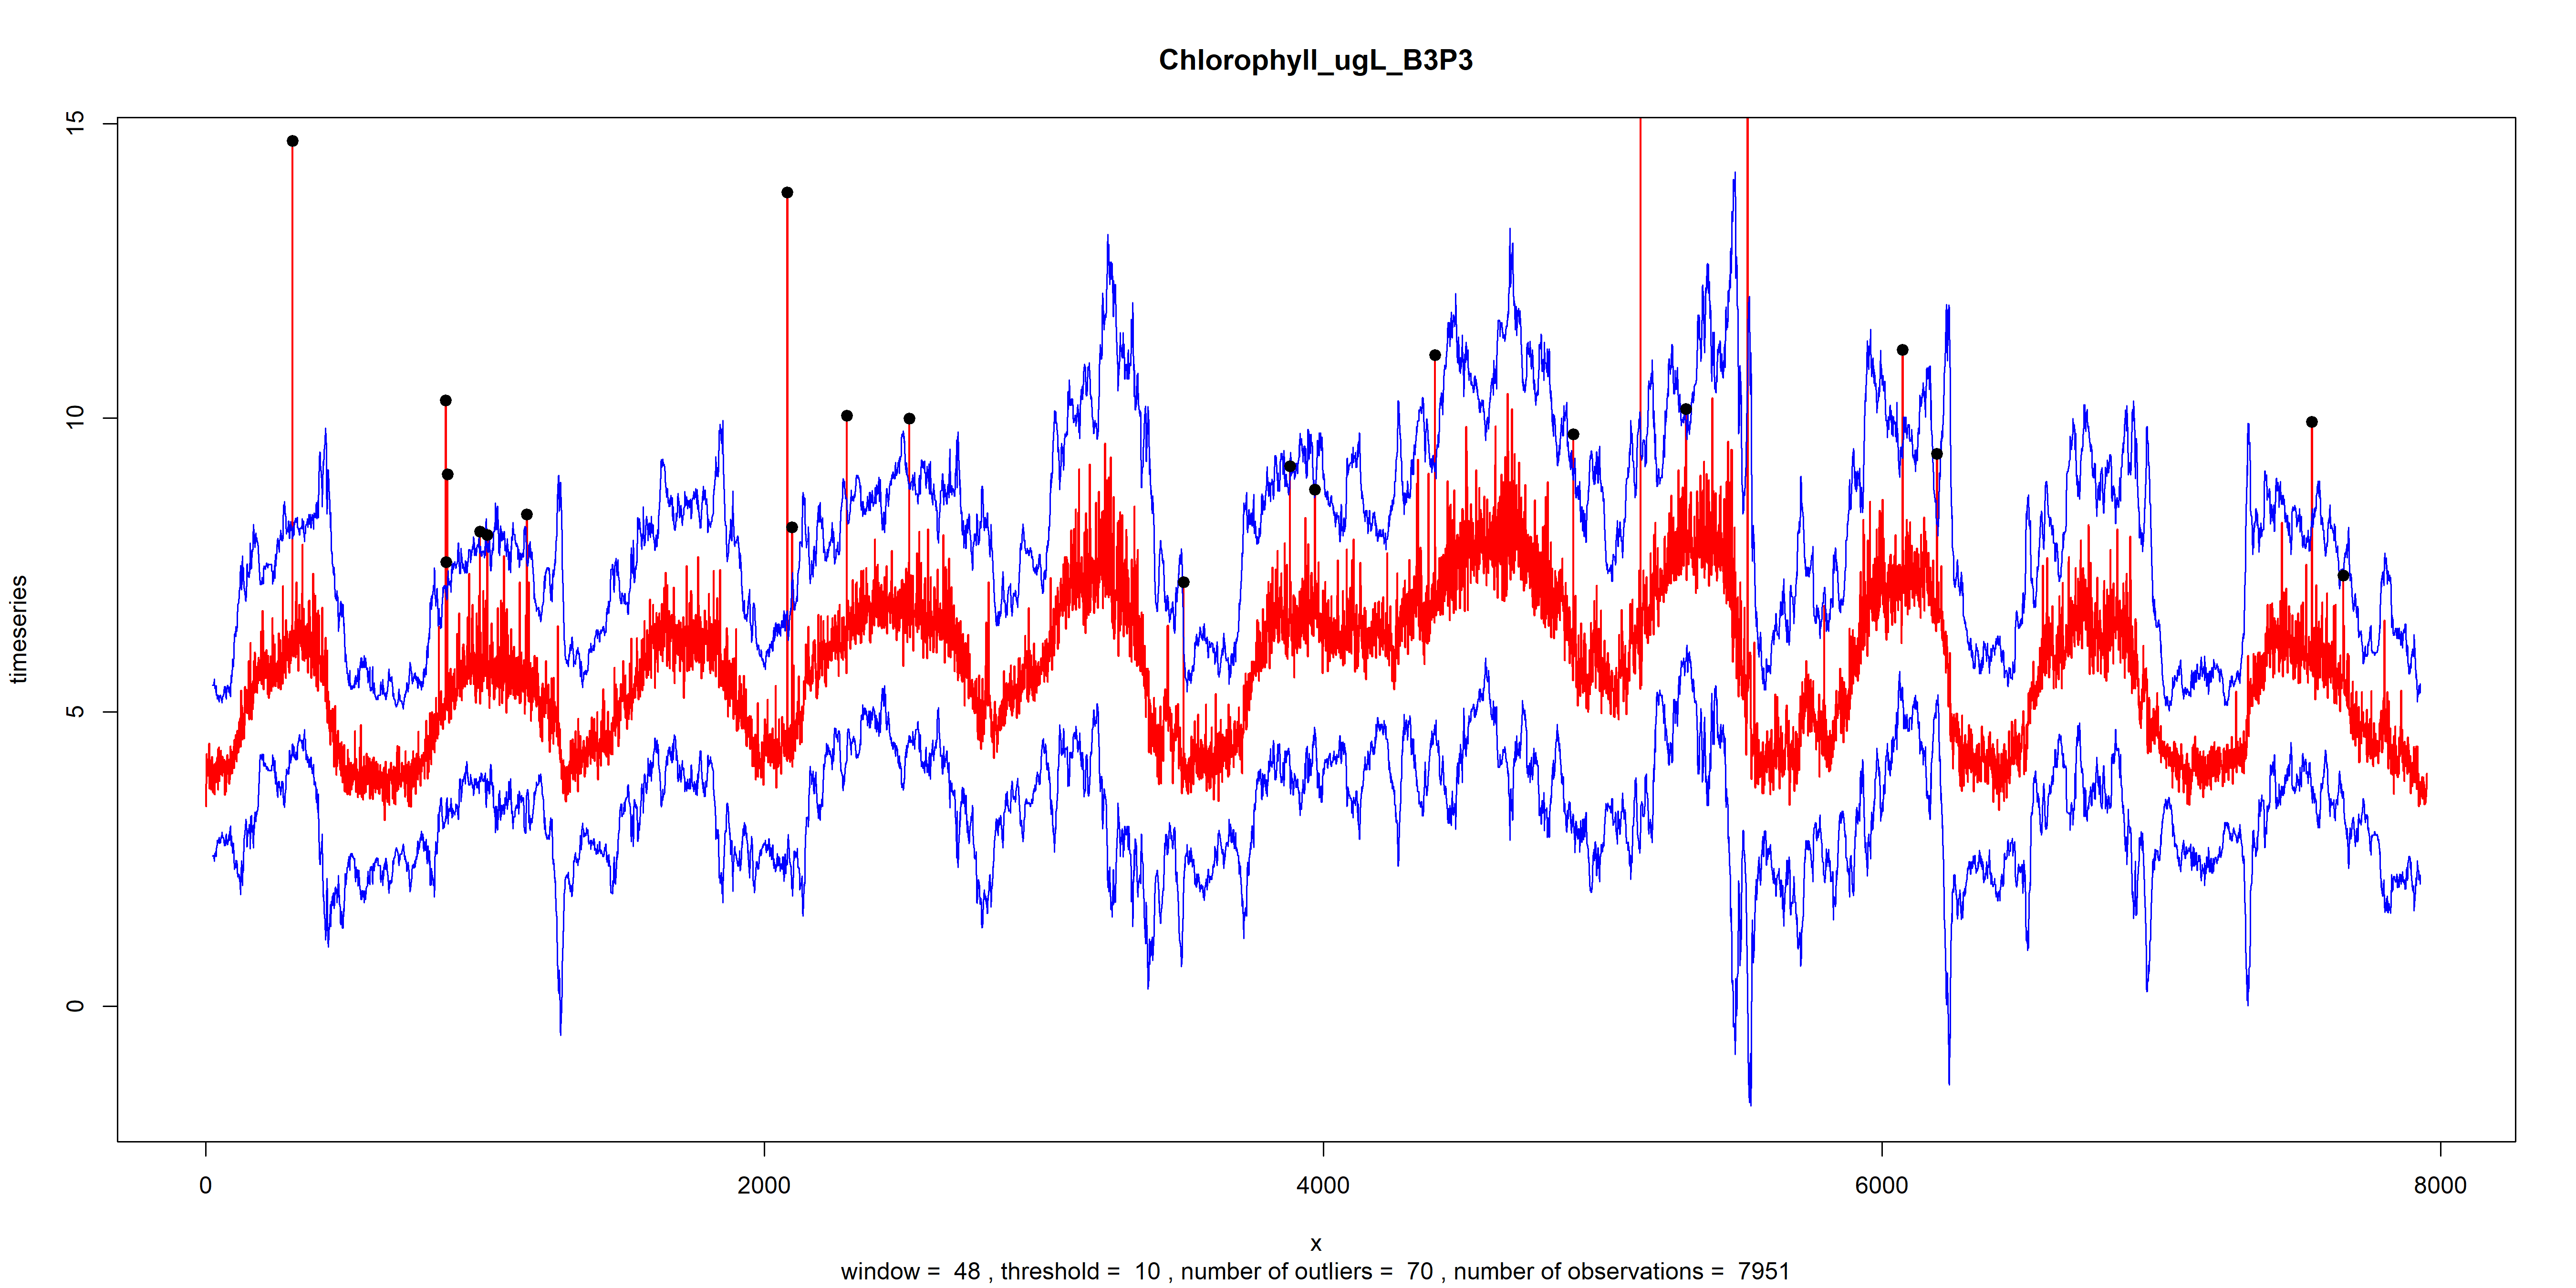 Chlorophyll_ugL_B3P3
15
10
5
0
timeseries
0 2000 4000 6000 8000
x
window = 48 , threshold = 10 , number of outliers = 70 , number of observations = 7951